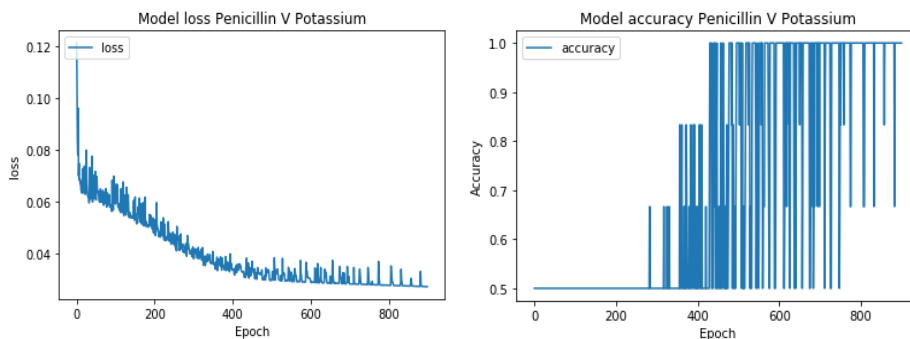 Model loss Penicillin V Potassium
loss
0.12
0.10
0.08
0.06
0.04
loss
0 200 400 600 800
Epoch
Model accuracy Penicillin V Potassium
accuracy
1.0
0.9
0.8
0.7
0.6
0.5
Accuracy
0 200 400 600 800
Epoch